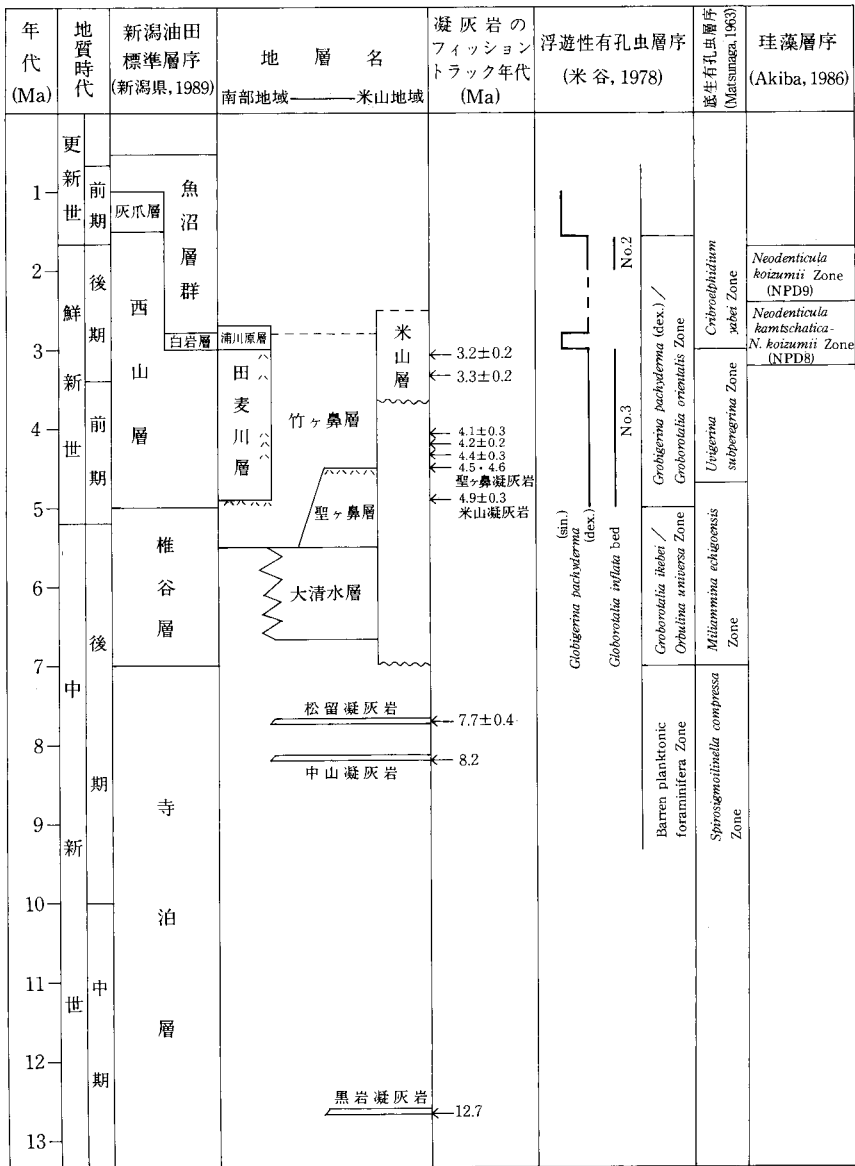 年代
(Ma)
地質時代
新潟油田
標準層序
(新潟県,1989)
地層名
南部地域———米山地域
凝灰岩の
フィッション
トラック年代
(Ma)
浮遊性有孔虫層序
(米谷,1978)
底生有孔虫層序
(Matsunaga,1963)
珪藻層序
(Akiba,1986)
1
2
3
4
5
6
7
8
9
10
11
12
13
更新世
前期
鮮新世
後期
前期
中新世
後期
中期
魚沼層群
灰爪層
西山層
白岩層
椎谷層
寺泊層
浦川原層
田麦川層
竹ヶ鼻層
米山層
聖ヶ鼻層
大清水層
松留凝灰岩
中山凝灰岩
黒岩凝灰岩
3.2±0.2
3.3±0.2
4.1±0.3
4.2±0.2
4.4±0.3
4.5・4.6
聖ヶ鼻凝灰岩
4.9±0.3
米山凝灰岩
7.7±0.4
8.2
12.7
(sin.)
Globigerina pachyderma
(dex.)
No.2
No.3
Globorotalia inflata bed
Grobigerina pachyderma (dex.) /
Groborotalia orientalis Zone
Groborotalia ikebei /
Orbulina universa Zone
Barren planktonic
foraminifera Zone
Cribroelphidium
yabei Zone
Uvigerina
subperegrina Zone
Miliammina echigoensis
Zone
Spirosigmoilinella compressa
Zone
Neodenticula
koizumii Zone
(NPD9)
Neodenticula
kamtschatica-
N. koizumii Zone
(NPD8)